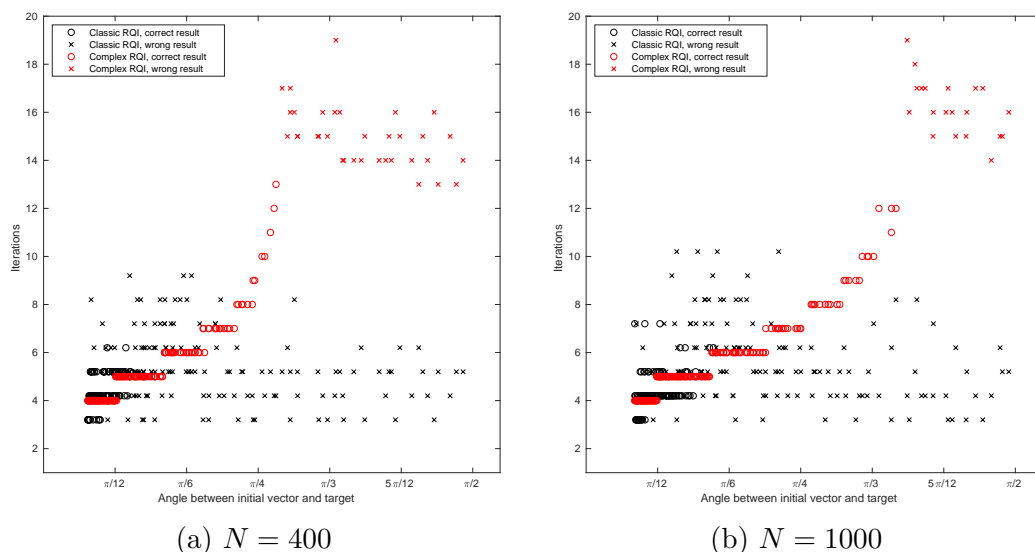 20
18
16
14
12
10
8
6
4
2
Iterations
Classic RQI, correct result
Classic RQI, wrong result
Complex RQI, correct result
Complex RQI, wrong result
π/12 π/6 π/4 π/3 5π/12 π/2
Angle between initial vector and target
(a) N = 400
20
18
16
14
12
10
8
6
4
2
Iterations
Classic RQI, correct result
Classic RQI, wrong result
Complex RQI, correct result
Complex RQI, wrong result
π/12 π/6 π/4 π/3 5π/12 π/2
Angle between initial vector and target
(b) N = 1000